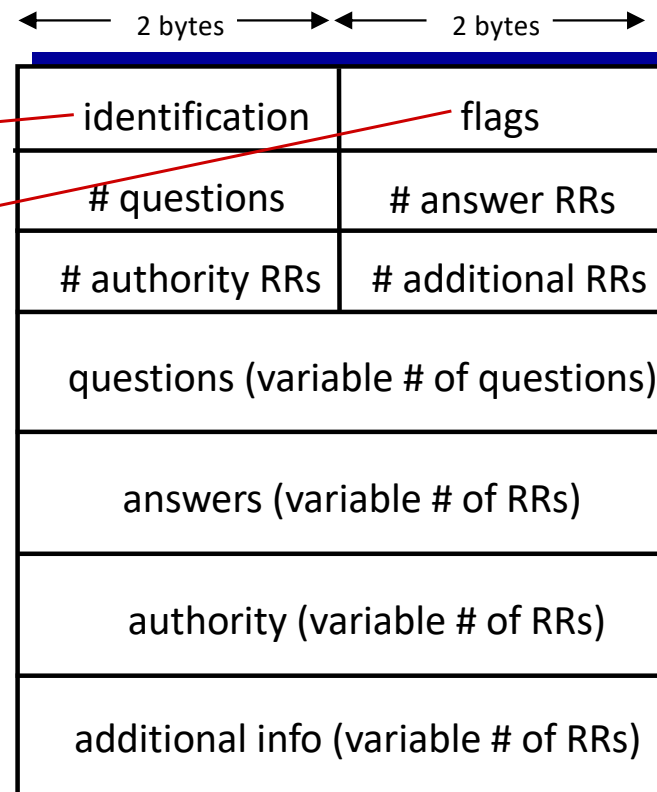 2 bytes 2 bytes
identification flags
# questions # answer RRs
# authority RRs # additional RRs
questions (variable # of questions)
answers (variable # of RRs)
authority (variable # of RRs)
additional info (variable # of RRs)